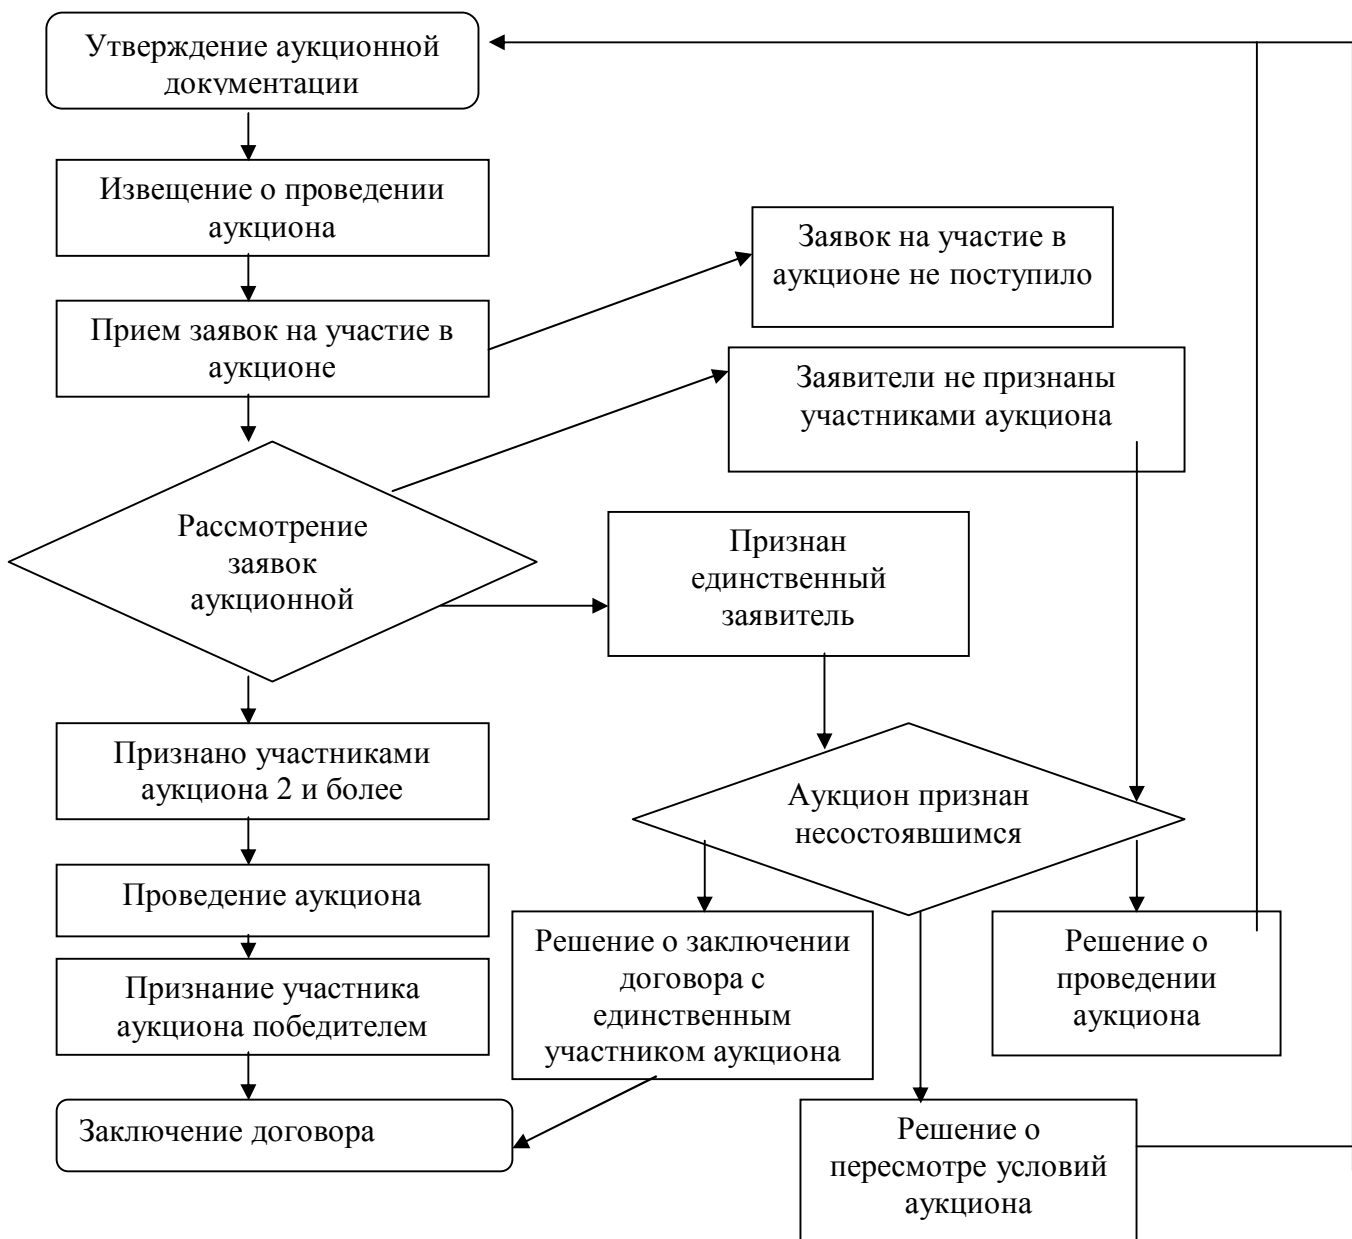 Утверждение аукционной
документации
Извещение о проведении
аукциона
Заявок на участие в
аукционе не поступило
Прием заявок на участие в
аукционе
Заявители не признаны
участниками аукциона
Рассмотрение
заявок
аукционной
Признан
единственный
заявитель
Признано участниками
аукциона 2 и более
Аукцион признан
несостоявшимся
Проведение аукциона
Решение о заключении
договора с
единственным
участником аукциона
Решение о
проведении
аукциона
Признание участника
аукциона победителем
Заключение договора
Решение о
пересмотре условий
аукциона